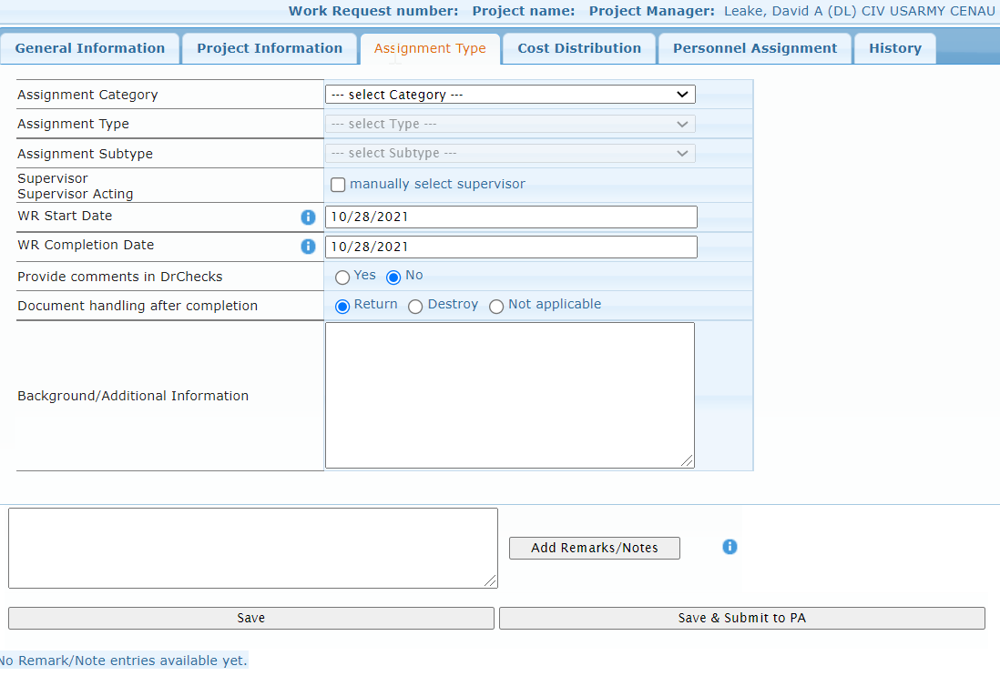 Work Request number: Project name: Project Manager: Leake, David A (DL) CIV USARMY CENAU
General Information Project Information Assignment Type Cost Distribution Personnel Assignment History
Assignment Category --- select Category ---
Assignment Type --- select Type ---
Assignment Subtype --- select Subtype ---
Supervisor
Supervisor Acting manually select supervisor
WR Start Date 10/28/2021
WR Completion Date 10/28/2021
Provide comments in DrChecks Yes No
Document handling after completion Return Destroy Not applicable
Background/Additional Information
Add Remarks/Notes
Save Save & Submit to PA
No Remark/Note entries available yet.